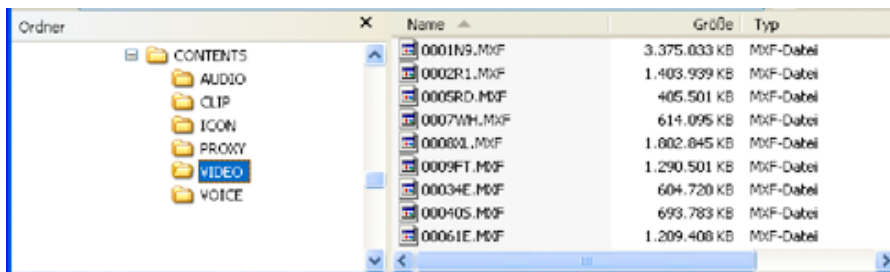 Ordner
CONTENTS
AUDIO
CLIP
ICON
PROXY
VIDEO
VOICE
Name Größe Typ
0001N9.MXF 3.375.033 KB MXF-Datei
0002R1.MXF 1.403.939 KB MXF-Datei
0005RD.MXF 405.501 KB MXF-Datei
0007WH.MXF 614.095 KB MXF-Datei
0008XL.MXF 1.802.845 KB MXF-Datei
0009FT.MXF 1.290.501 KB MXF-Datei
00034E.MXF 604.720 KB MXF-Datei
00040S.MXF 693.783 KB MXF-Datei
00061E.MXF 1.209.408 KB MXF-Datei